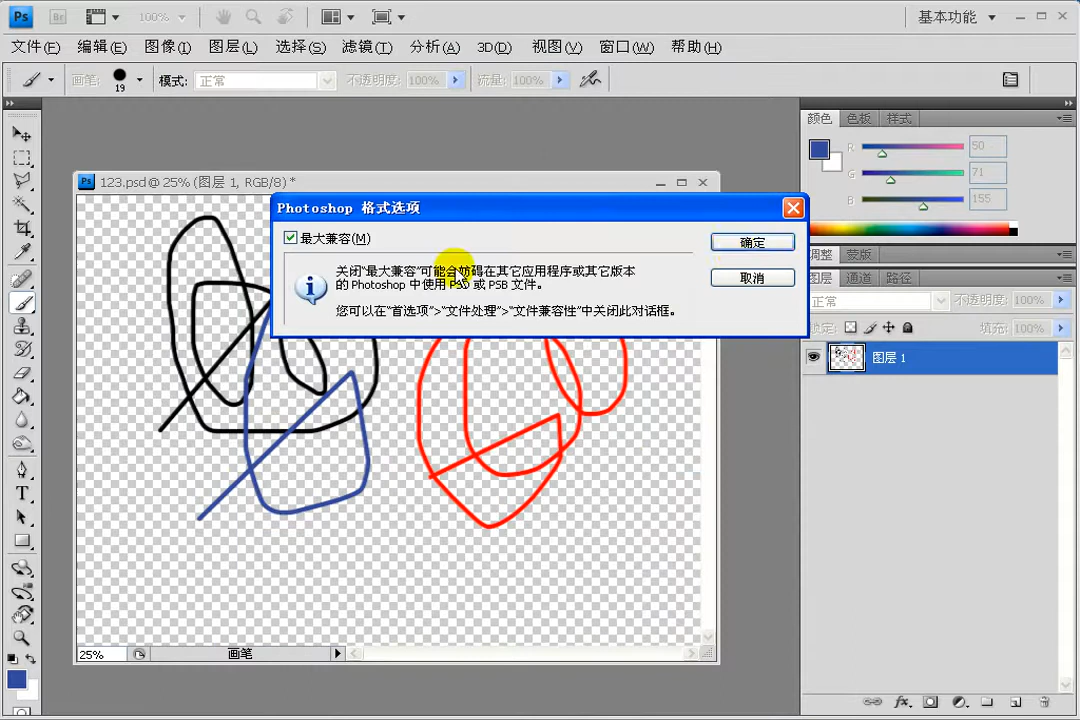 Ps Br 100% 基本功能
文件(F) 编辑(E) 图像(I) 图层(L) 选择(S) 滤镜(T) 分析(A) 3D(D) 视图(V) 窗口(W) 帮助(H)
画笔: 19 模式: 正常 不透明度: 100% 流量: 100%
颜色 色板 样式
R 50
G 71
B 155
调整 蒙版
图层 通道 路径
正常 不透明度: 100%
锁定: 填充: 100%
图层 1
Ps 123.psd @ 25% (图层 1, RGB/8) *
Photoshop 格式选项
最大兼容(M)
确定
取消
关闭“最大兼容”可能会妨碍在其它应用程序或其它版本
的 Photoshop 中使用 PSD 或 PSB 文件。
您可以在“首选项”>“文件处理”>“文件兼容性”中关闭此对话框。
25% 画笔
T
fx